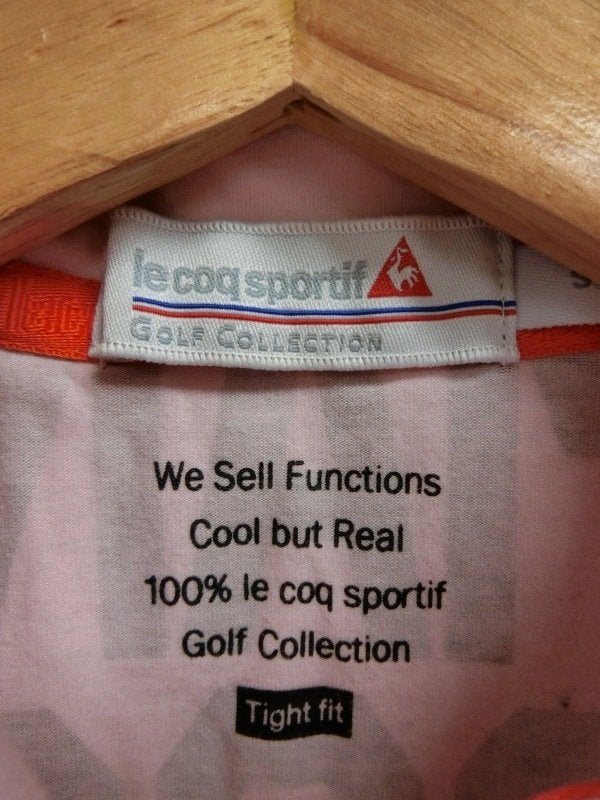 le coq sportif
GOLF COLLECTION
We Sell Functions
Cool but Real
100% le coq sportif
Golf Collection
Tight fit